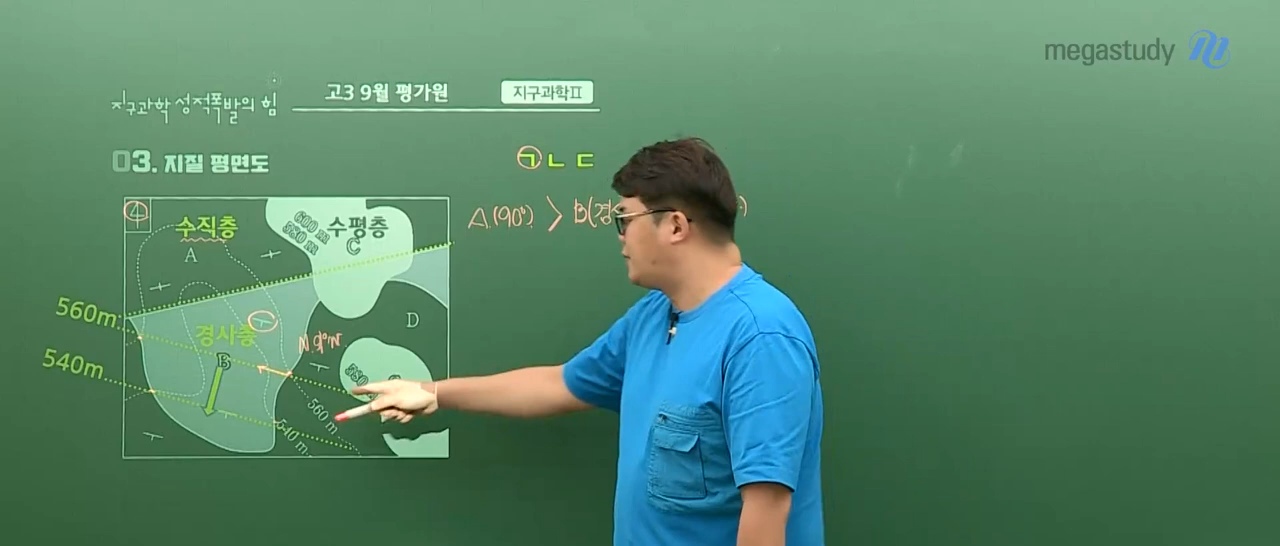 megastudy
지구과학 성적폭발의 힘
고3 9월 평가원
지구과학Ⅱ
03. 지질 평면도
㉠ ㄴ ㄷ
4
수직층
A
600 m
580 m
수평층
C
A(90°) > B(경
)
560m
경사층
B
D
540m
560 m
540 m